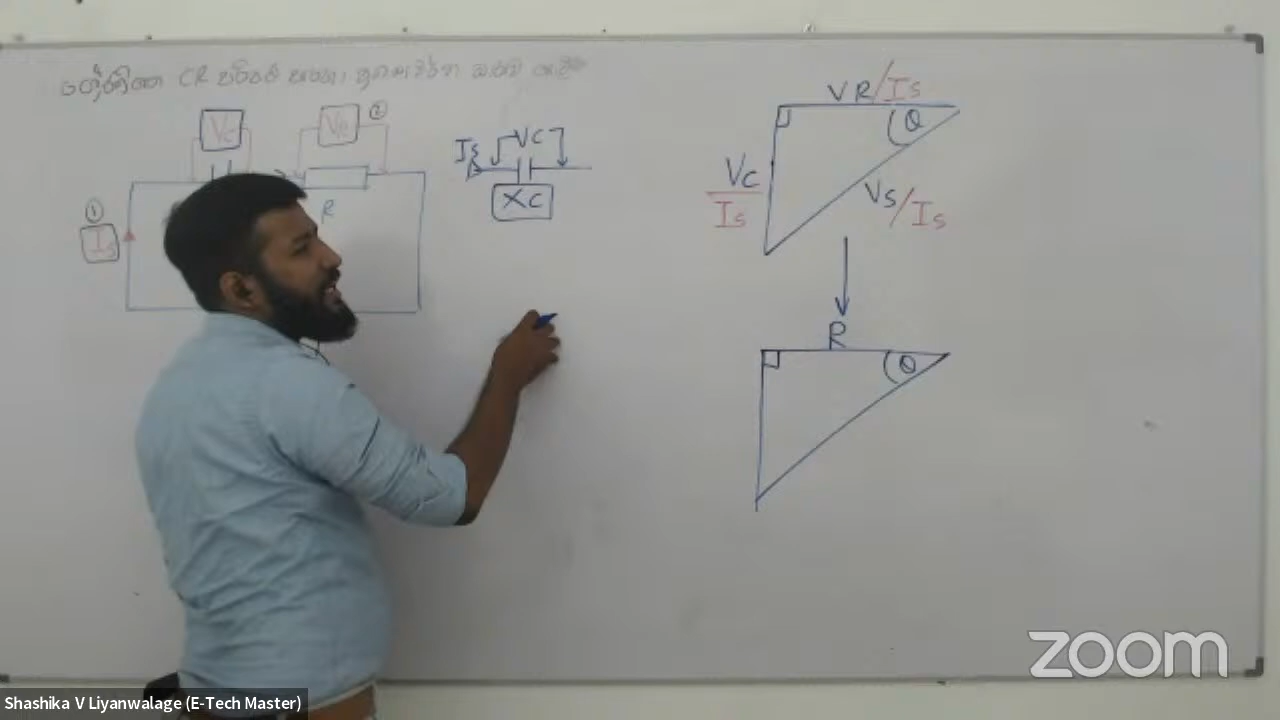 CR
Vc
VR
②
①
Is
R
Is
VC
XC
VR/Is
θ
Vc
Is
Vs/Is
R
θ
zoom
Shashika V Liyanwalage (E-Tech Master)